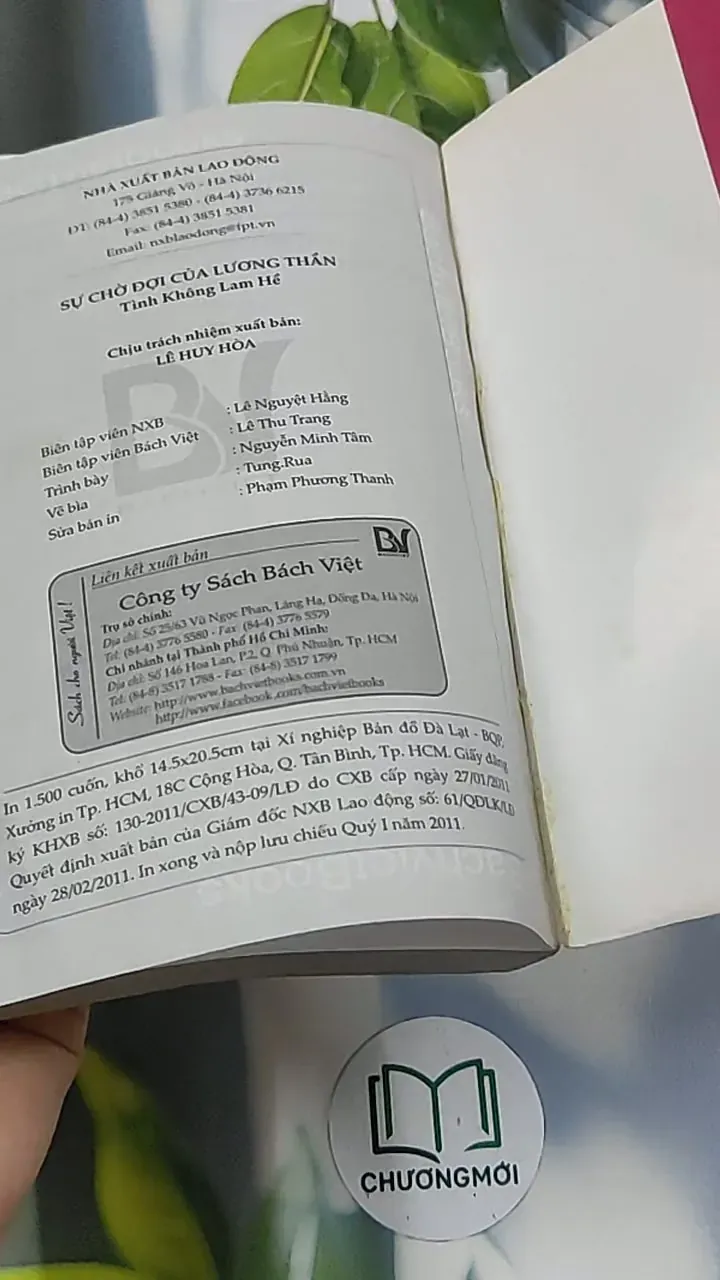 NHÀ XUẤT BẢN LAO ĐỘNG
175 Giảng Võ - Hà Nội
ĐT: (84-4) 3851 5380 - (84-4) 3736 6215
Fax: (84-4) 3851 5381
Email: nxblaodong@fpt.vn
SỰ CHỜ ĐỢI CỦA LƯƠNG THẦN
Tình Không Lam Hề
Chịu trách nhiệm xuất bản:
LÊ HUY HÒA
BV
Biên tập viên NXB : Lê Nguyệt Hằng
Biên tập viên Bách Việt : Lê Thu Trang
Trình bày : Nguyễn Minh Tâm
Vẽ bìa : Tung.Rua
Sửa bản in : Phạm Phương Thanh
Sách cho người Việt!
Liên kết xuất bản
BV
Công ty Sách Bách Việt
Trụ sở chính:
Địa chỉ: Số 25/63 Vũ Ngọc Phan, Láng Hạ, Đống Đa, Hà Nội
Tel: (84-4) 3776 5580 - Fax: (84-4) 3776 5579
Chi nhánh tại Thành phố Hồ Chí Minh:
Địa chỉ: Số 146 Hoa Lan, P.2, Q. Phú Nhuận, Tp. HCM
Tel: (84-8) 3517 1788 - Fax: (84-8) 3517 1799
Website: http://www.bachvietbooks.com.vn
http://www.facebook.com/bachvietbooks
In 1.500 cuốn, khổ 14.5x20.5cm tại Xí nghiệp Bản đồ Đà Lạt - BQP,
Xưởng in Tp. HCM, 18C Cộng Hòa, Q. Tân Bình, Tp. HCM. Giấy đăng
ký KHXB số: 130-2011/CXB/43-09/LĐ do CXB cấp ngày 27/01/2011
Quyết định xuất bản của Giám đốc NXB Lao động số: 61/QĐLK/LĐ
ngày 28/02/2011. In xong và nộp lưu chiểu Quý I năm 2011.
CHƯƠNGMỚI